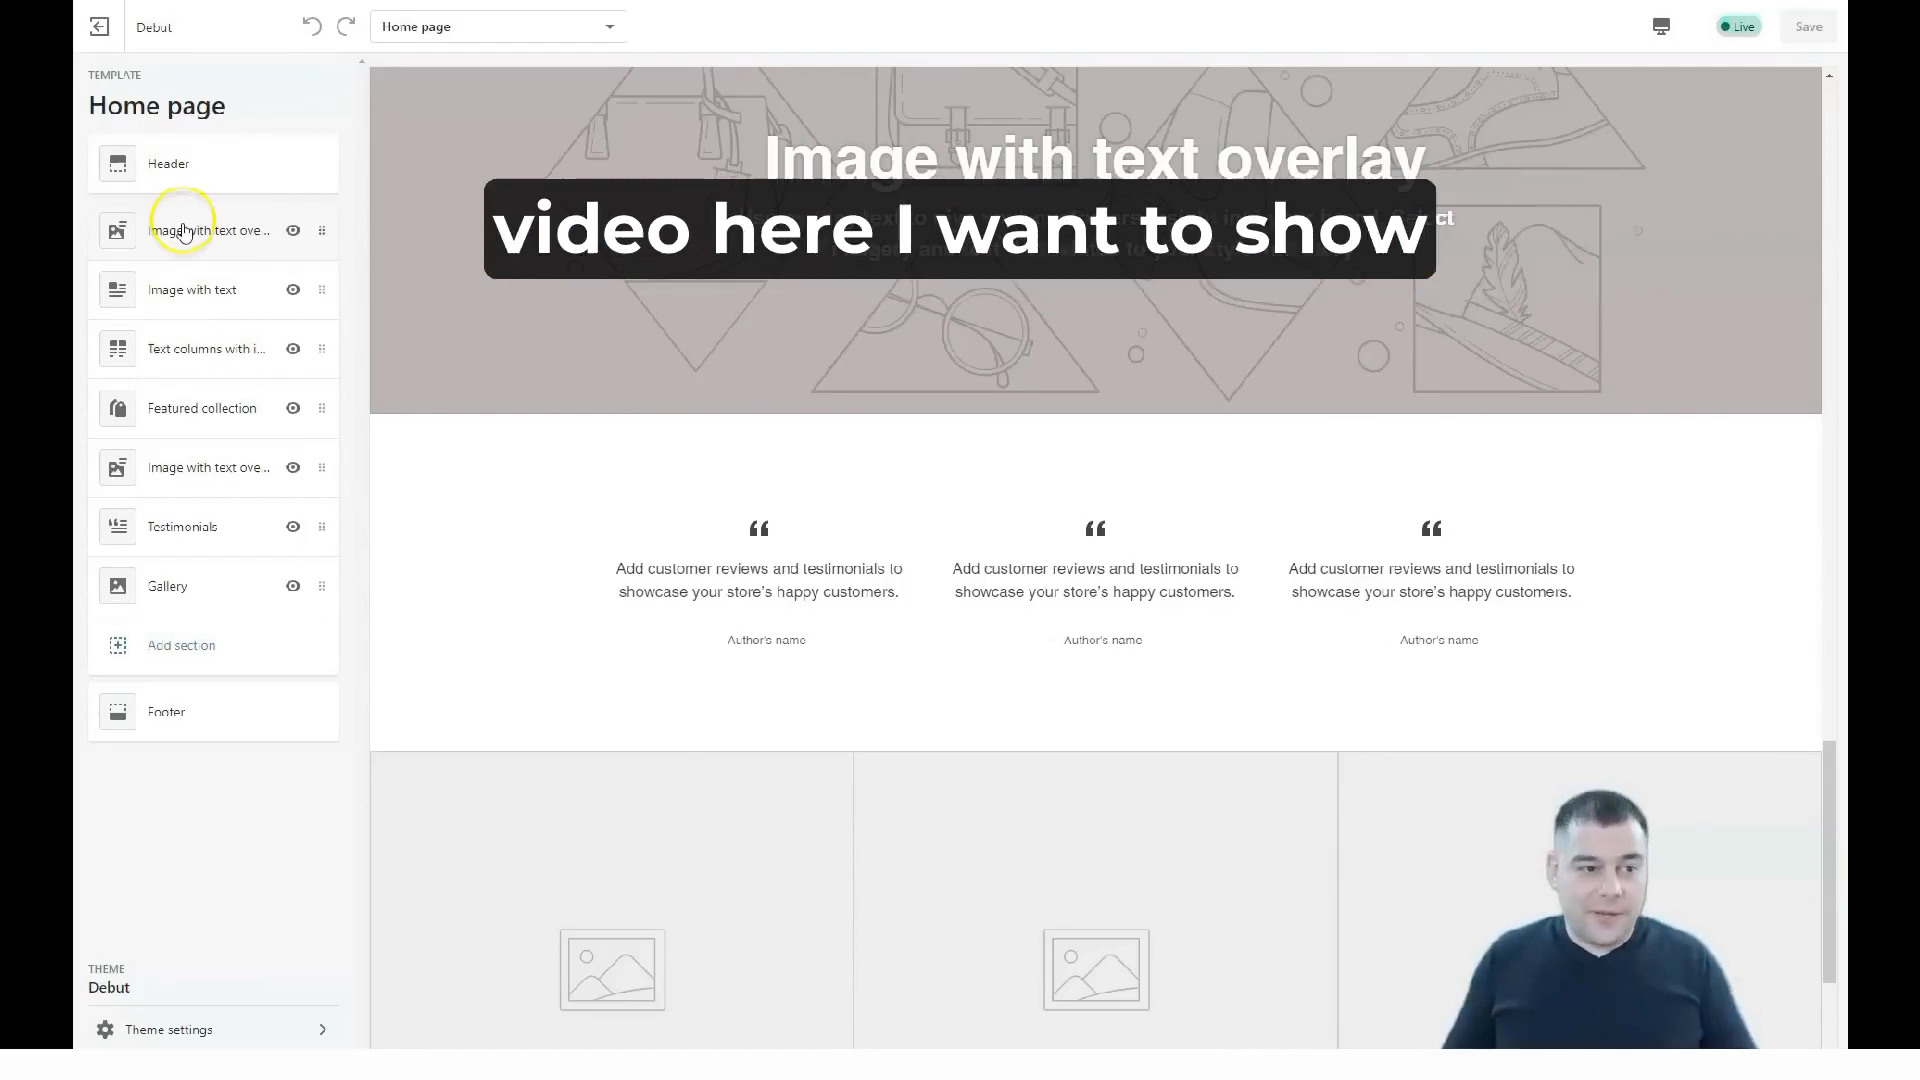 Debut
Home page
Live
Save
TEMPLATE
Home page
Header
Image with text ove...
Image with text
Text columns with i...
Featured collection
Image with text ove...
Testimonials
Gallery
Add section
Footer
THEME
Debut
Theme settings
Image with text overlay
video here I want to show
Add customer reviews and testimonials to
showcase your store's happy customers.
Author's name
Add customer reviews and testimonials to
showcase your store's happy customers.
Author's name
Add customer reviews and testimonials to
showcase your store's happy customers.
Author's name